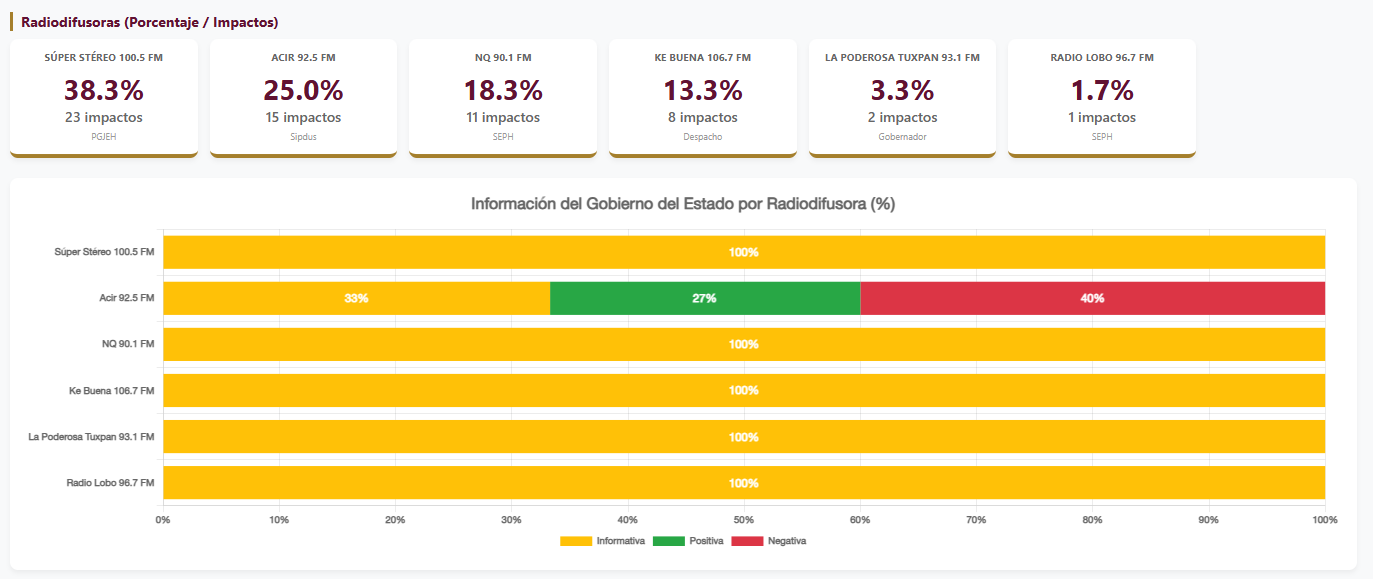 Radiodifusoras (Porcentaje / Impactos)
SÚPER STÉREO 100.5 FM
38.3%
23 impactos
PGJEH
ACIR 92.5 FM
25.0%
15 impactos
Sipdus
NQ 90.1 FM
18.3%
11 impactos
SEPH
KE BUENA 106.7 FM
13.3%
8 impactos
Despacho
LA PODEROSA TUXPAN 93.1 FM
3.3%
2 impactos
Gobernador
RADIO LOBO 96.7 FM
1.7%
1 impactos
SEPH
Información del Gobierno del Estado por Radiodifusora (%)
Súper Stéreo 100.5 FM 100%
Acir 92.5 FM 33% 27% 40%
NQ 90.1 FM 100%
Ke Buena 106.7 FM 100%
La Poderosa Tuxpan 93.1 FM 100%
Radio Lobo 96.7 FM 100%
0% 10% 20% 30% 40% 50% 60% 70% 80% 90% 100%
Informativa Positiva Negativa